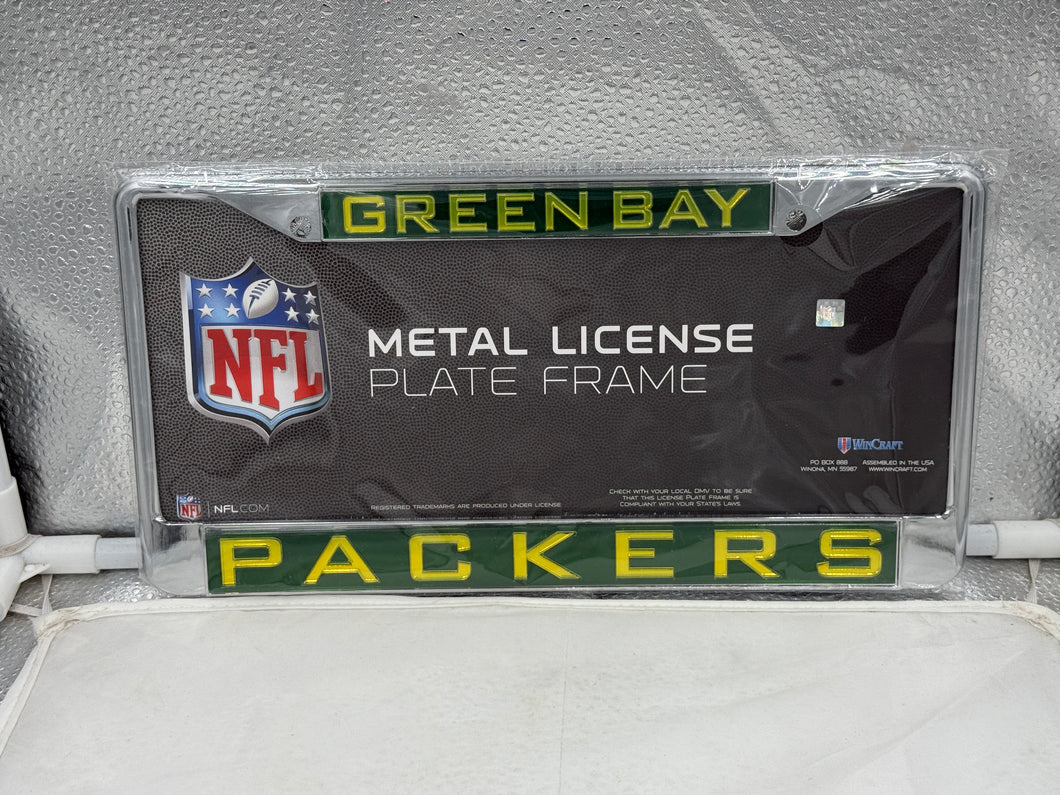 GREEN BAY
NFL
METAL LICENSE
PLATE FRAME
WINCRAFT
PO BOX 888 ASSEMBLED IN THE USA
WINONA, MN 55987 WWW.WINCRAFT.COM
CHECK WITH YOUR LOCAL DMV TO BE SURE
THAT THIS LICENSE PLATE FRAME IS
COMPLIANT WITH YOUR STATE'S LAWS.
NFL NFL.COM REGISTERED TRADEMARKS ARE PRODUCED UNDER LICENSE
PACKERS